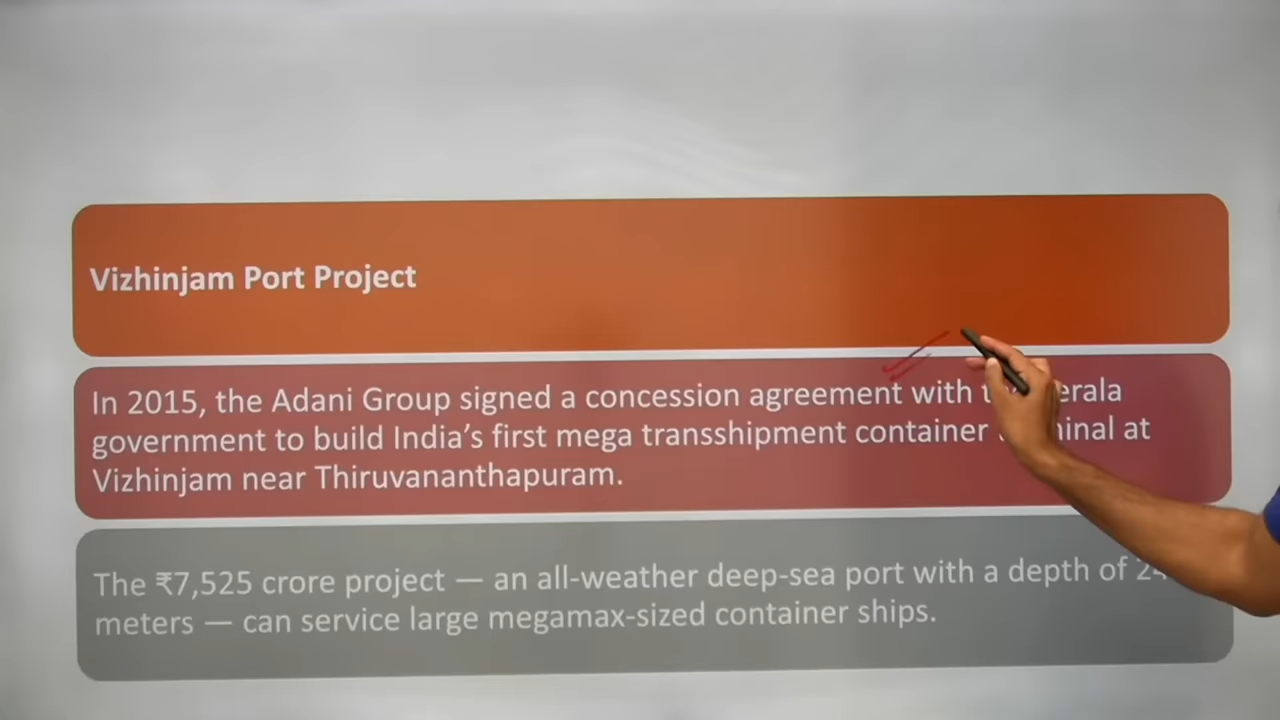 Vizhinjam Port Project
In 2015, the Adani Group signed a concession agreement with
government to build India's first mega transshipment container at
Vizhinjam near Thiruvananthapuram.
The ₹7,525 crore project — an all-weather deep-sea port with a depth of
meters — can service large megamax-sized container ships.